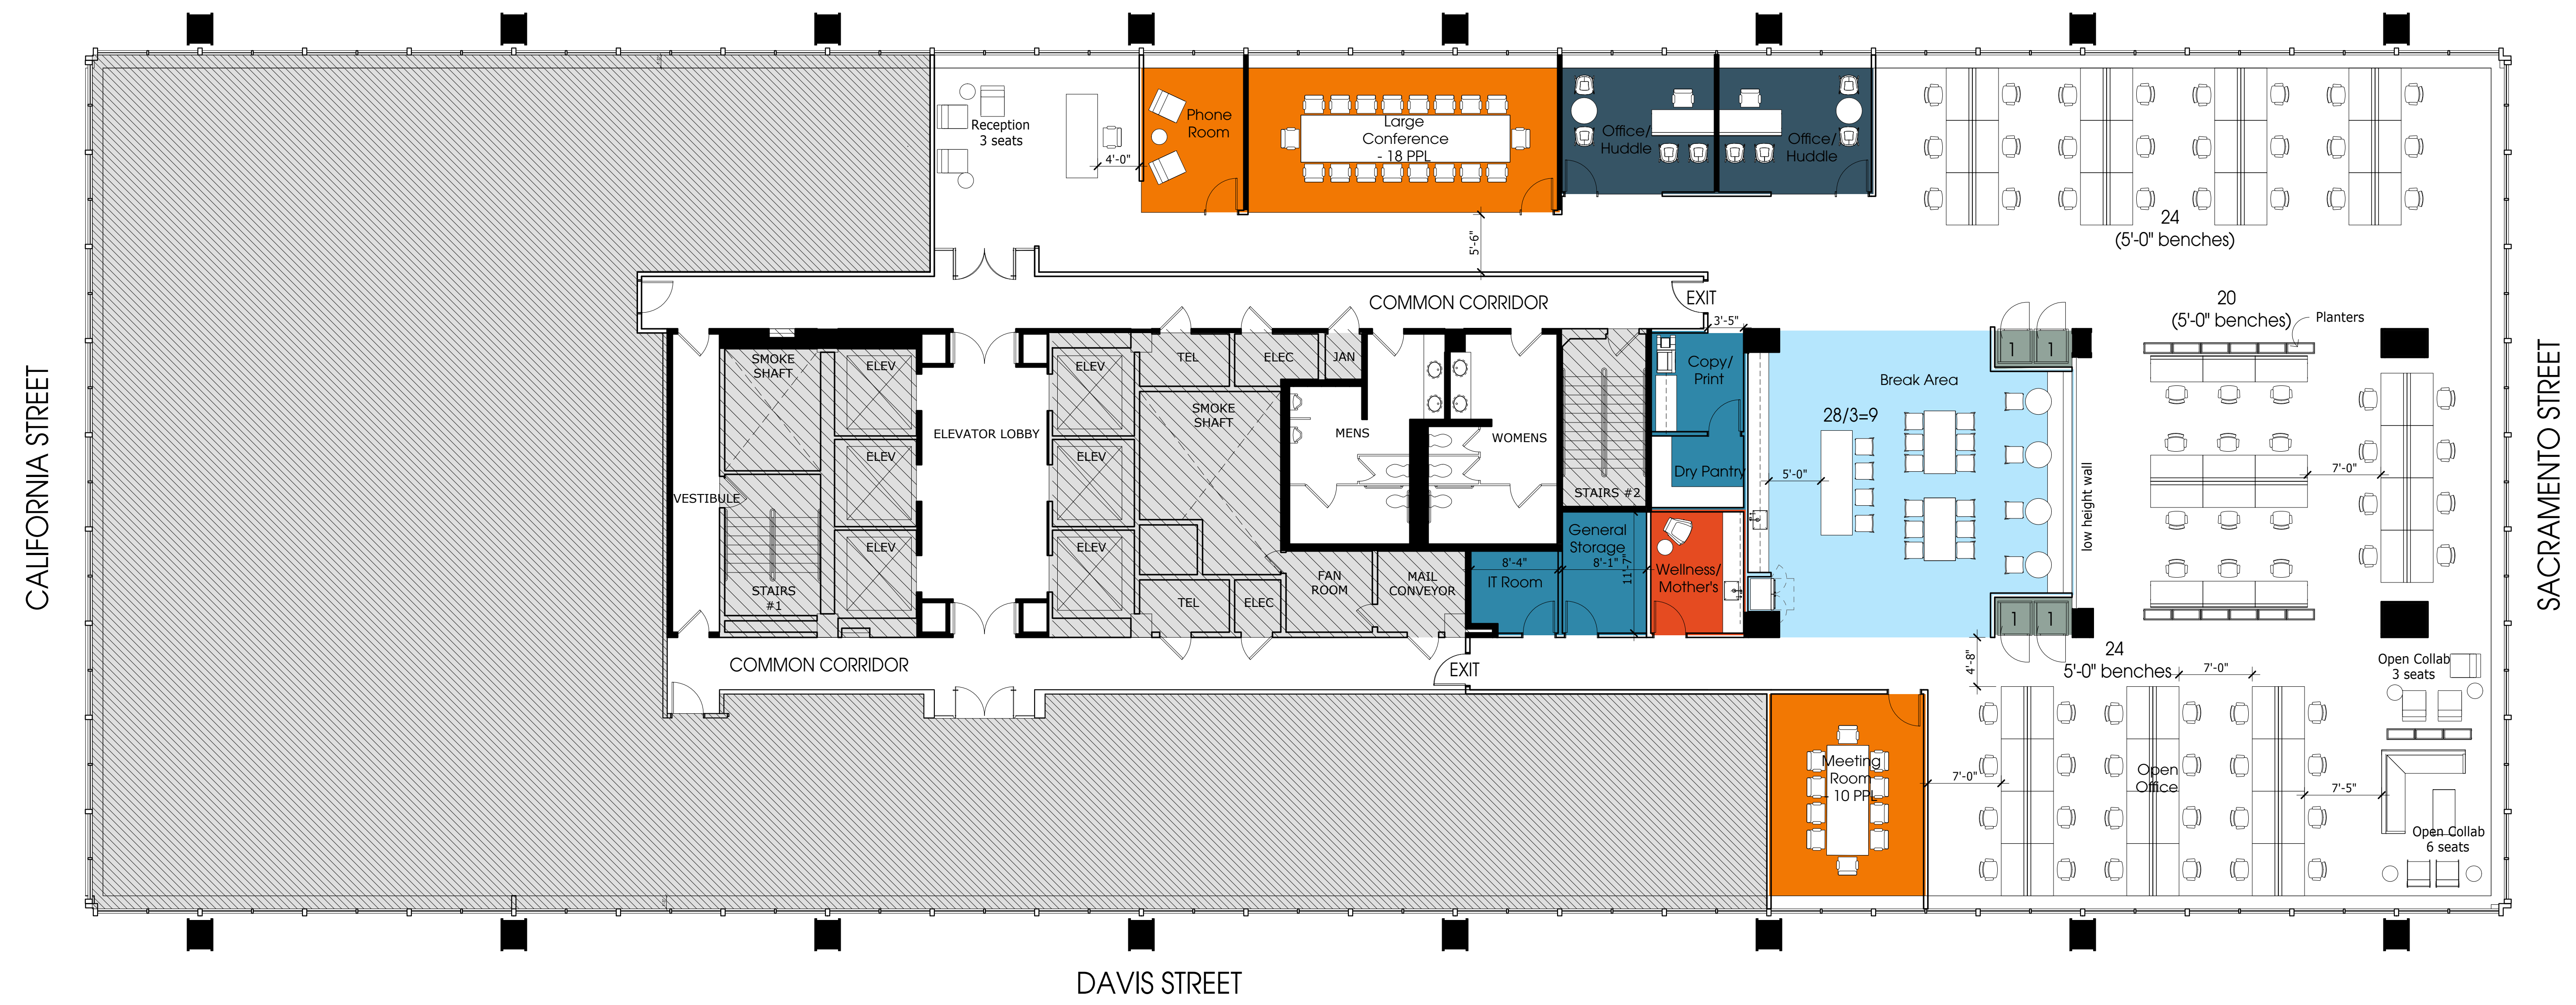 Reception
3 seats
4'-0"
Phone
Room
Large
Conference
- 18 PPL
Office/
Huddle
Office/
Huddle
5'-6"
24
(5'-0" benches)
COMMON CORRIDOR
EXIT
3'-5"
20
(5'-0" benches)
Planters
CALIFORNIA STREET
SMOKE
SHAFT
ELEV
ELEV
TEL
ELEC
JAN
Copy/
Print
1
1
Break Area
28/3=9
SMOKE
SHAFT
ELEVATOR LOBBY
MENS
WOMENS
ELEV
ELEV
VESTIBULE
STAIRS #2
Dry Pantry
5'-0"
7'-0"
low height wall
SACRAMENTO STREET
ELEV
ELEV
General
Storage
8'-4"
8'-1"
11'-7"
IT Room
Wellness/
Mother's
FAN
ROOM
MAIL
CONVEYOR
STAIRS
#1
TEL
ELEC
1
1
COMMON CORRIDOR
EXIT
4'-8"
24
5'-0" benches
7'-0"
Open Collab
3 seats
Meeting
Room
- 10 PPL
7'-0"
Open
Office
7'-5"
Open Collab
6 seats
DAVIS STREET